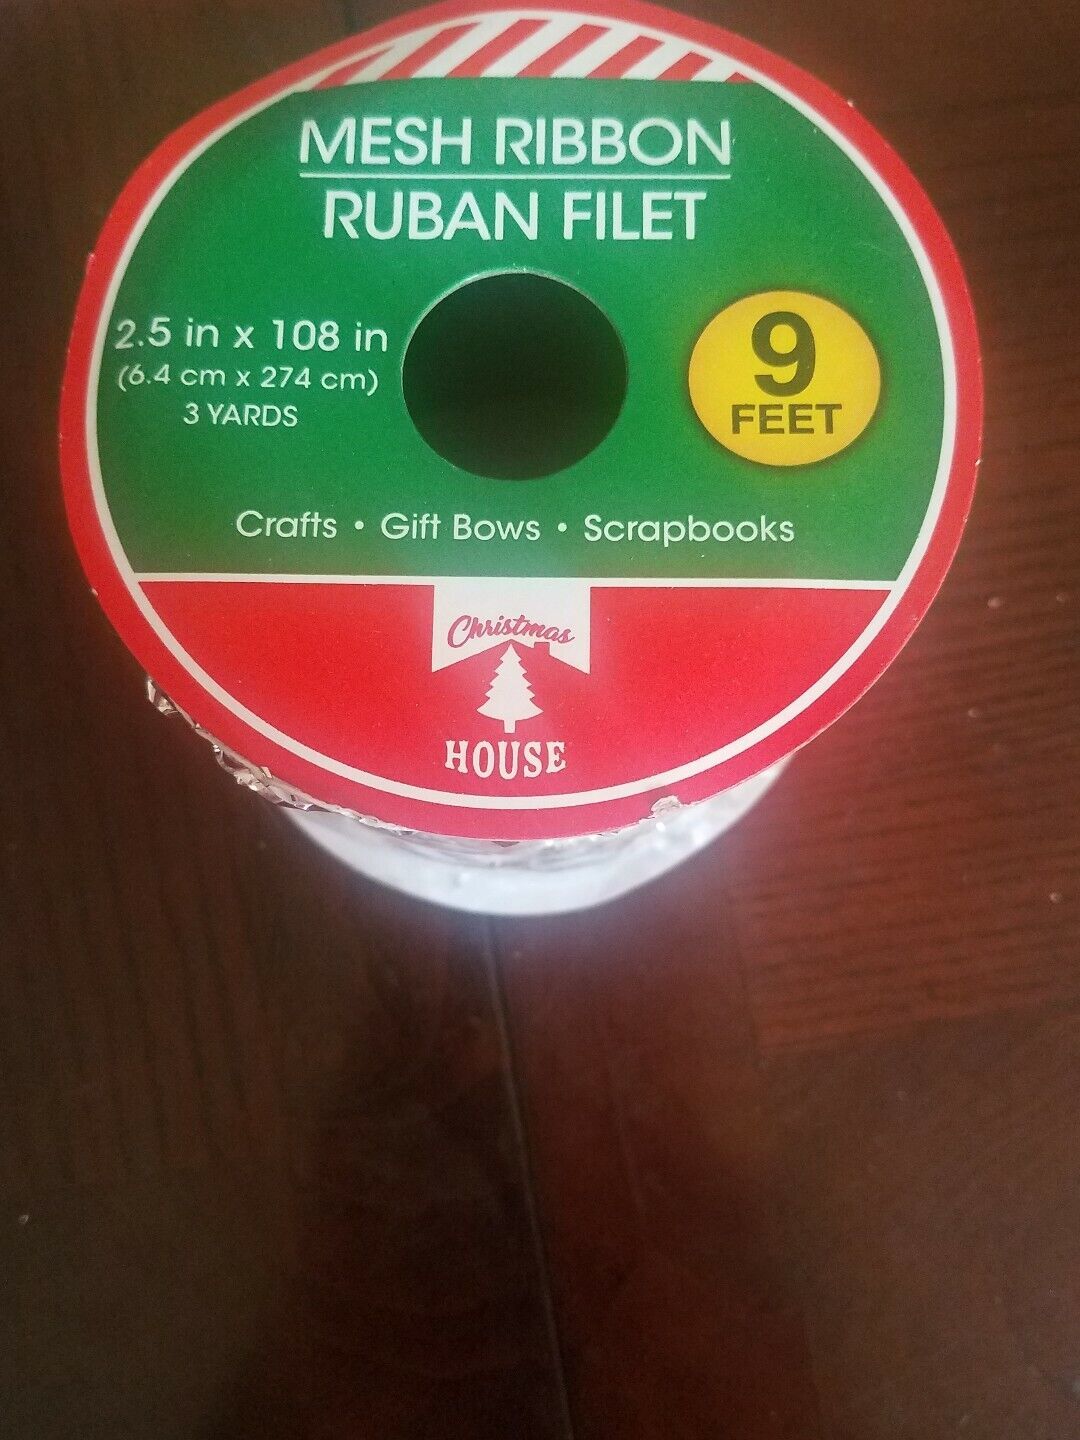 MESH RIBBON
RUBAN FILET
2.5 in x 108 in
(6.4 cm x 274 cm)
3 YARDS
9
FEET
Crafts • Gift Bows • Scrapbooks
Christmas
HOUSE